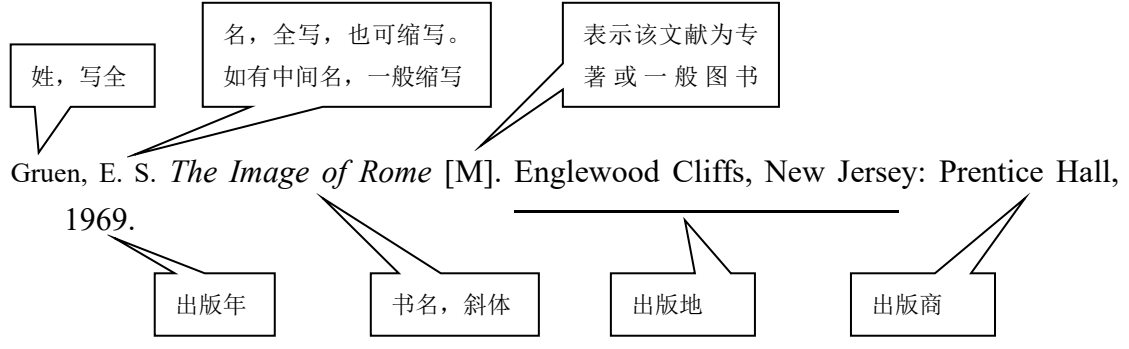 名，全写，也可缩写。
如有中间名，一般缩写
表示该文献为专
著或一般图书
姓，写全
Gruen, E. S. The Image of Rome [M]. Englewood Cliffs, New Jersey: Prentice Hall,
1969.
出版年
书名，斜体
出版地
出版商